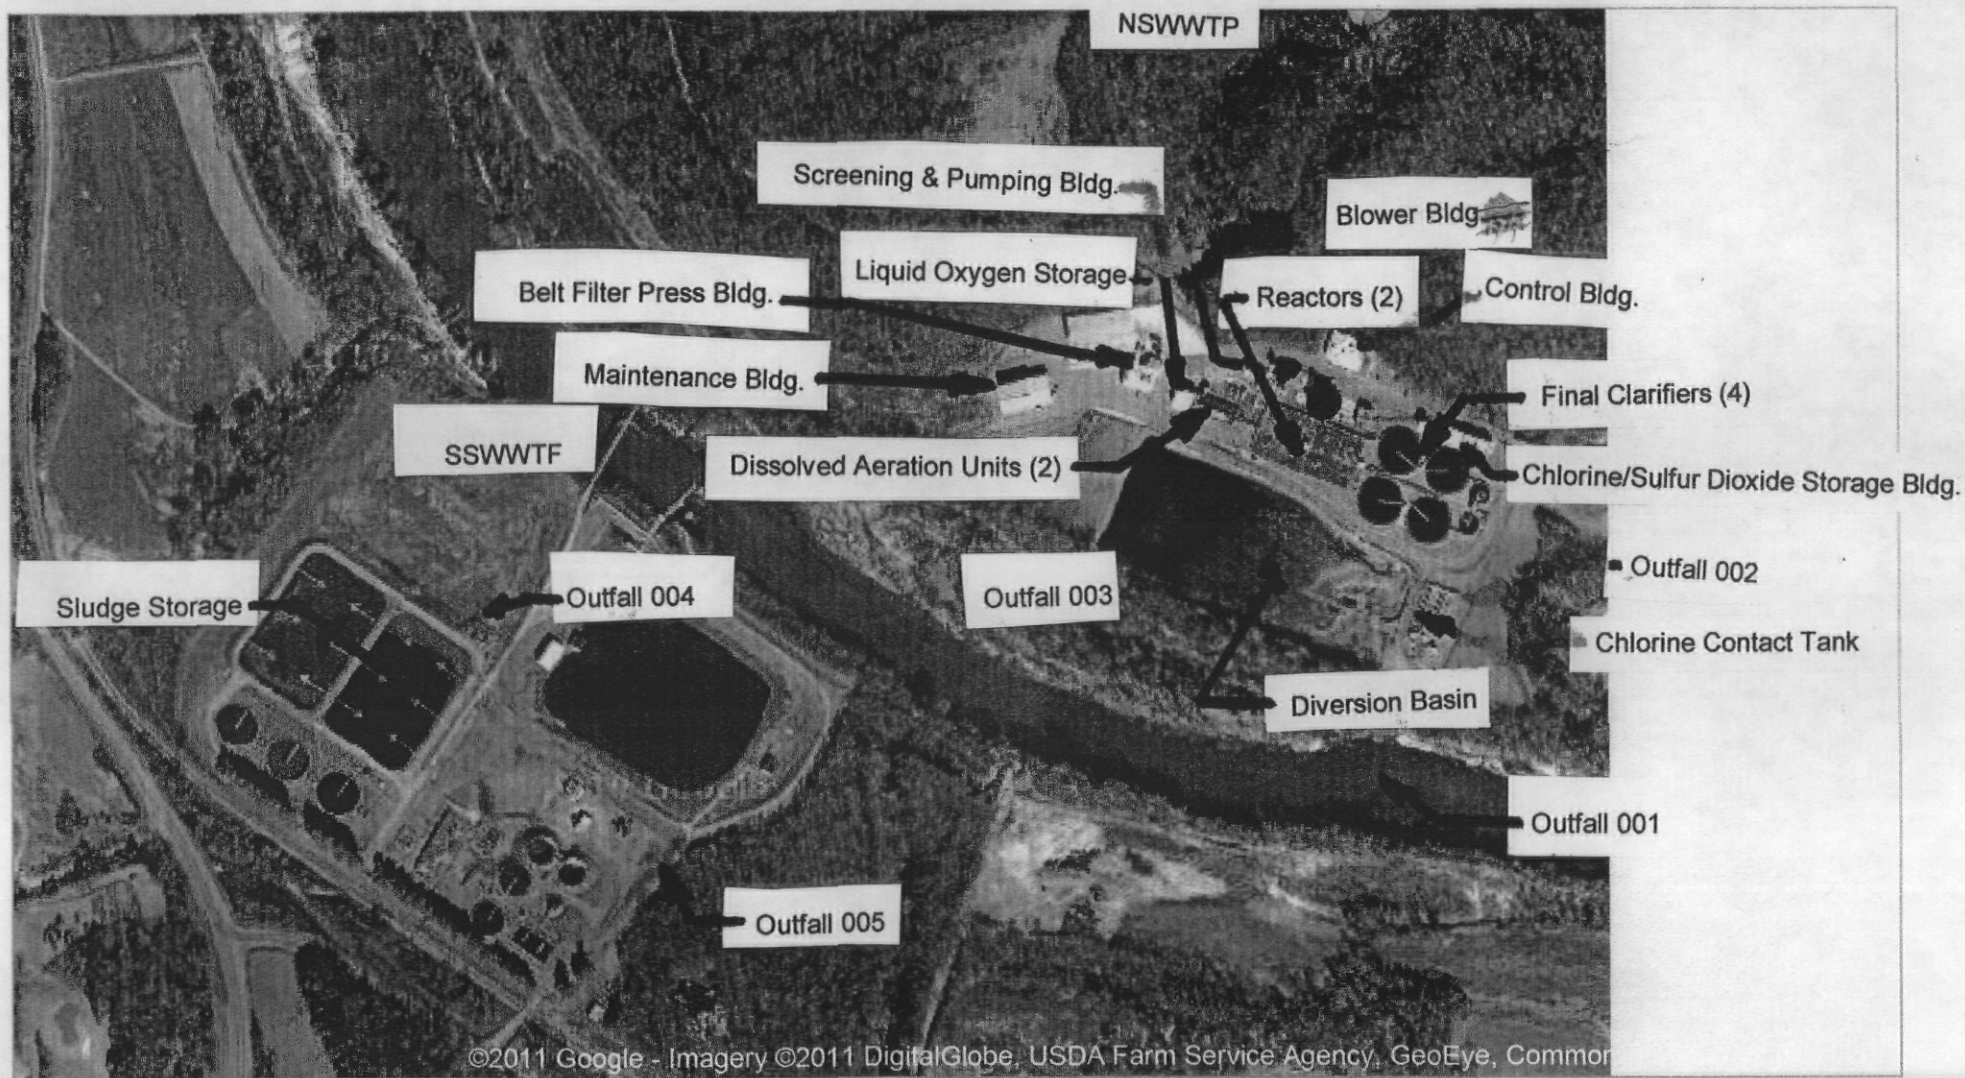 NSWWTP
Screening & Pumping Bldg.
Blower Bldg
Liquid Oxygen Storage
Reactors (2)
Control Bldg.
Belt Filter Press Bldg.
Maintenance Bldg.
Final Clarifiers (4)
SSWWTF
Dissolved Aeration Units (2)
Chlorine/Sulfur Dioxide Storage Bldg.
Sludge Storage
Outfall 004
Outfall 003
Outfall 002
Chlorine Contact Tank
Diversion Basin
Outfall 001
Outfall 005
©2011 Google - Imagery ©2011 DigitalGlobe, USDA Farm Service Agency, GeoEye, Common